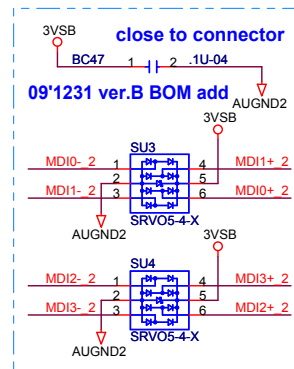 3VSB
close to connector
BC47
1
2
.1U-04
09'1231 ver.B BOM add
AUGND2
3VSB
SU3
MDI0-_2
1
4
MDI1+_2
2
5
MDI1-_2
3
6
MDI0+_2
SRVO5-4-X
AUGND2
3VSB
SU4
MDI2-_2
1
4
MDI3+_2
2
5
MDI3-_2
3
6
MDI2+_2
SRVO5-4-X
AUGND2